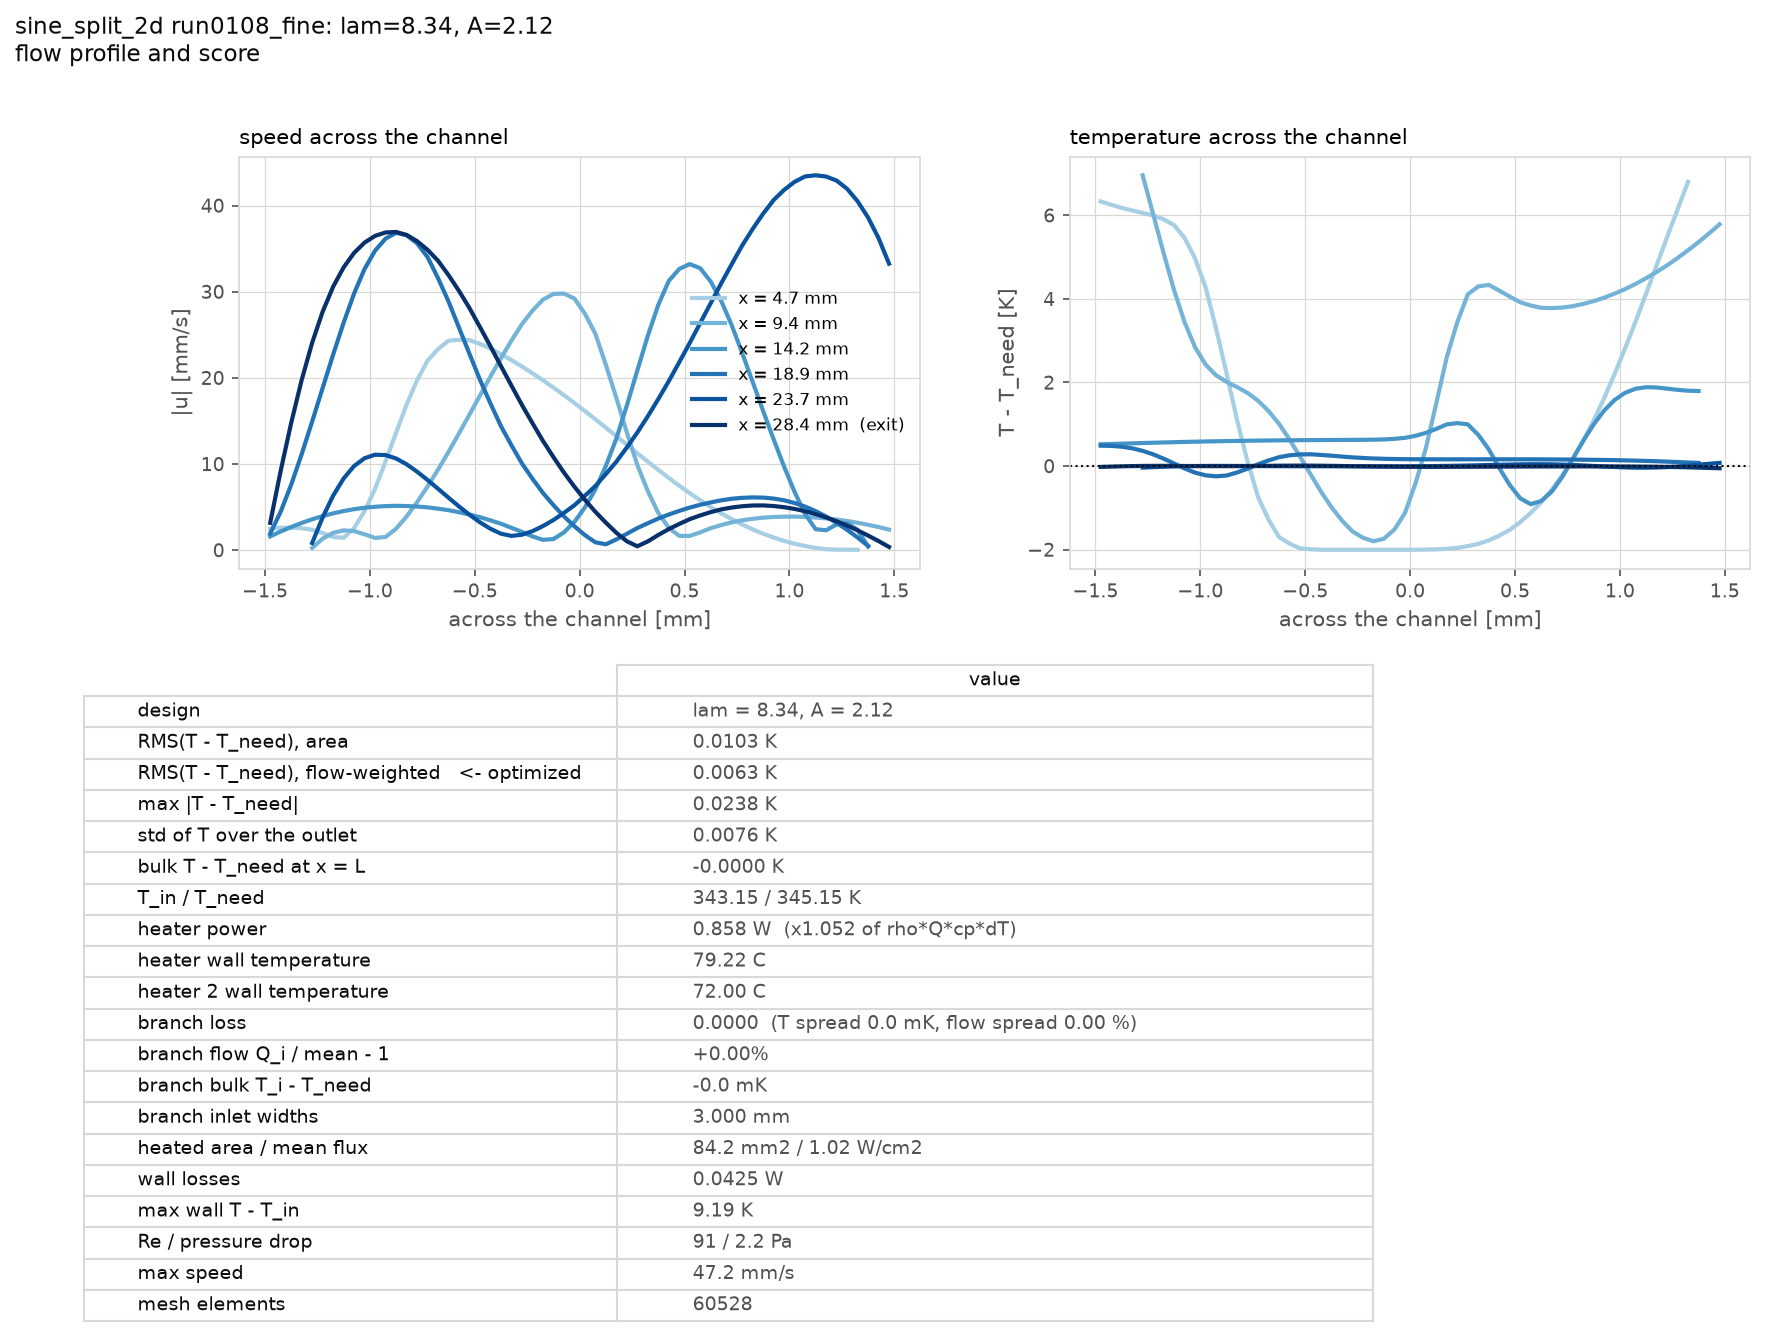 sine_split_2d run0108_fine: lam=8.34, A=2.12
flow profile and score
speed across the channel
40
30
20
10
0
|u| [mm/s]
x = 4.7 mm
x = 9.4 mm
x = 14.2 mm
x = 18.9 mm
x = 23.7 mm
x = 28.4 mm  (exit)
−1.5 −1.0 −0.5 0.0 0.5 1.0 1.5
across the channel [mm]
temperature across the channel
6
4
2
0
−2
T - T_need [K]
−1.5 −1.0 −0.5 0.0 0.5 1.0 1.5
across the channel [mm]
value
design lam = 8.34, A = 2.12
RMS(T - T_need), area 0.0103 K
RMS(T - T_need), flow-weighted   <- optimized 0.0063 K
max |T - T_need| 0.0238 K
std of T over the outlet 0.0076 K
bulk T - T_need at x = L -0.0000 K
T_in / T_need 343.15 / 345.15 K
heater power 0.858 W  (x1.052 of rho*Q*cp*dT)
heater wall temperature 79.22 C
heater 2 wall temperature 72.00 C
branch loss 0.0000  (T spread 0.0 mK, flow spread 0.00 %)
branch flow Q_i / mean - 1 +0.00%
branch bulk T_i - T_need -0.0 mK
branch inlet widths 3.000 mm
heated area / mean flux 84.2 mm2 / 1.02 W/cm2
wall losses 0.0425 W
max wall T - T_in 9.19 K
Re / pressure drop 91 / 2.2 Pa
max speed 47.2 mm/s
mesh elements 60528